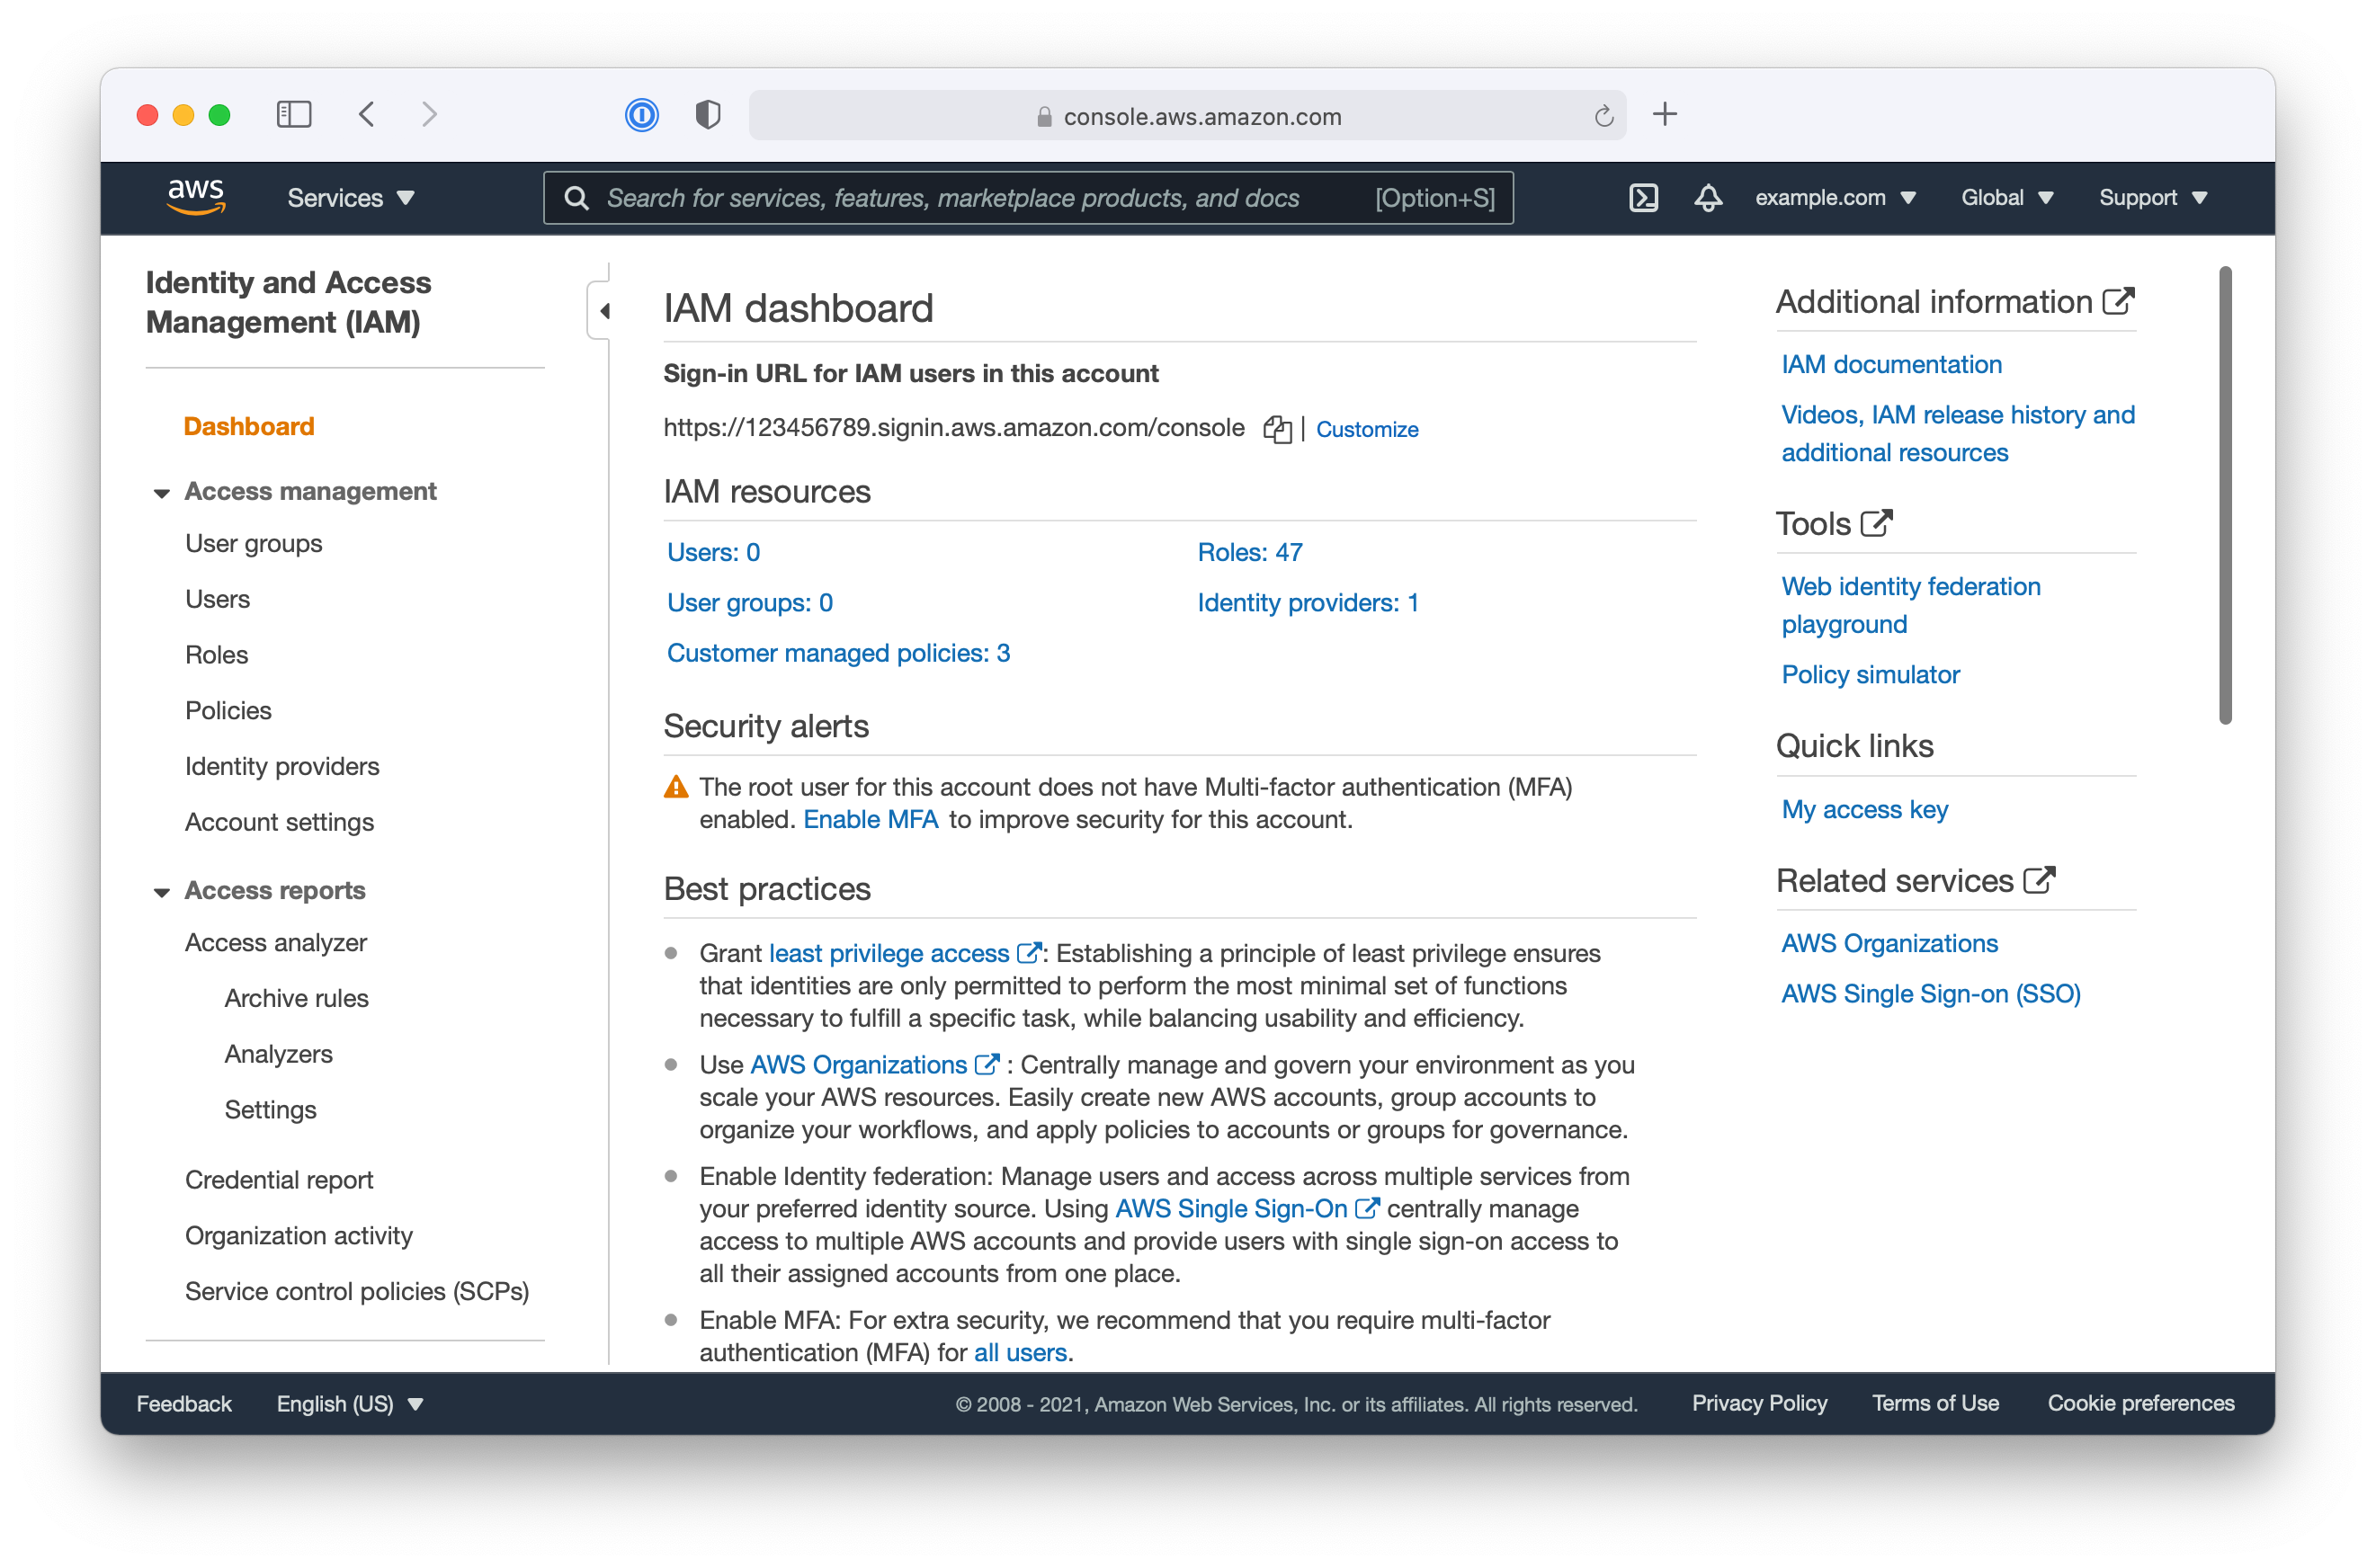 console.aws.amazon.com
aws
Services
Search for services, features, marketplace products, and docs
[Option+S]
example.com
Global
Support
Identity and Access
Management (IAM)
Dashboard
Access management
User groups
Users
Roles
Policies
Identity providers
Account settings
Access reports
Access analyzer
Archive rules
Analyzers
Settings
Credential report
Organization activity
Service control policies (SCPs)
IAM dashboard
Sign-in URL for IAM users in this account
https://123456789.signin.aws.amazon.com/console | Customize
IAM resources
Users: 0
Roles: 47
User groups: 0
Identity providers: 1
Customer managed policies: 3
Security alerts
The root user for this account does not have Multi-factor authentication (MFA)
enabled. Enable MFA to improve security for this account.
Best practices
Grant least privilege access : Establishing a principle of least privilege ensures
that identities are only permitted to perform the most minimal set of functions
necessary to fulfill a specific task, while balancing usability and efficiency.
Use AWS Organizations : Centrally manage and govern your environment as you
scale your AWS resources. Easily create new AWS accounts, group accounts to
organize your workflows, and apply policies to accounts or groups for governance.
Enable Identity federation: Manage users and access across multiple services from
your preferred identity source. Using AWS Single Sign-On centrally manage
access to multiple AWS accounts and provide users with single sign-on access to
all their assigned accounts from one place.
Enable MFA: For extra security, we recommend that you require multi-factor
authentication (MFA) for all users.
Additional information
IAM documentation
Videos, IAM release history and
additional resources
Tools
Web identity federation
playground
Policy simulator
Quick links
My access key
Related services
AWS Organizations
AWS Single Sign-on (SSO)
Feedback
English (US)
© 2008 - 2021, Amazon Web Services, Inc. or its affiliates. All rights reserved.
Privacy Policy
Terms of Use
Cookie preferences